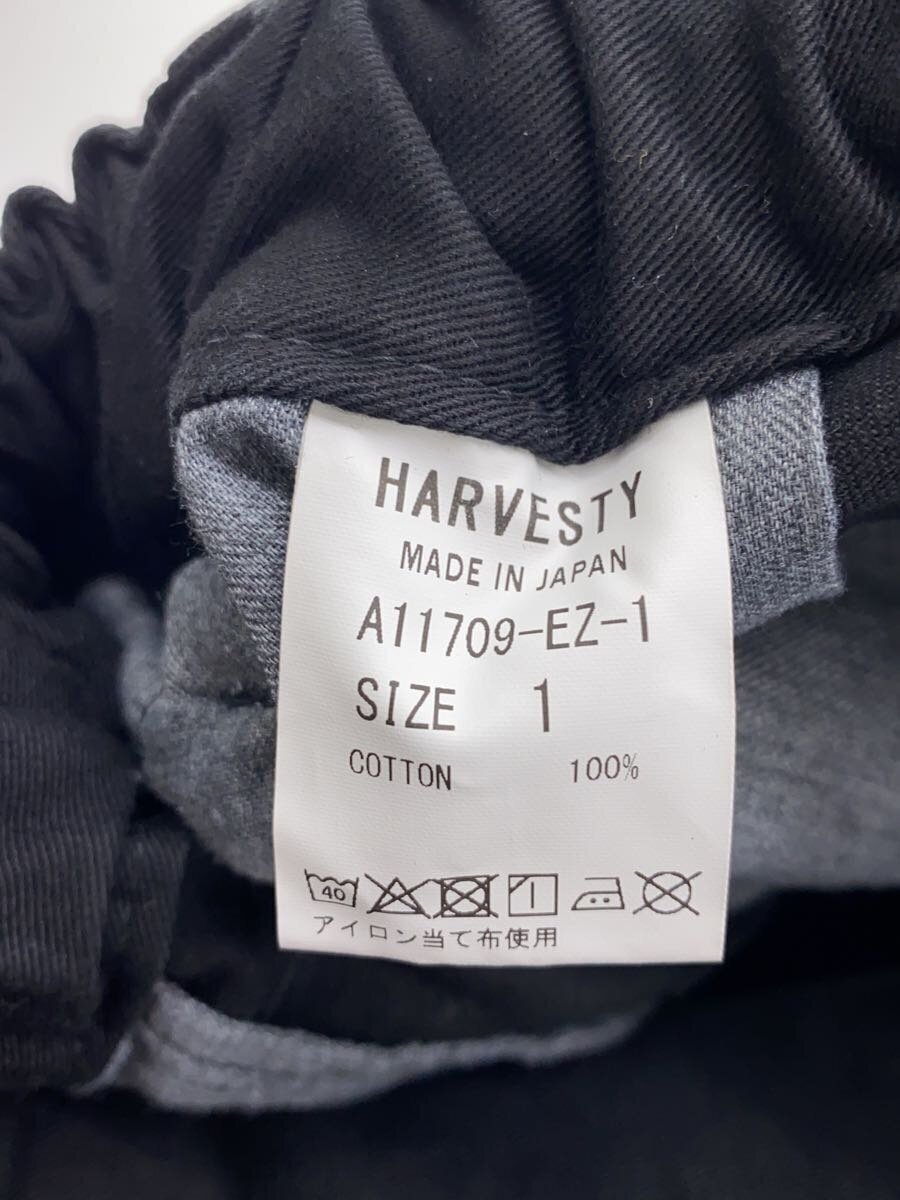 HARVESTY
MADE IN JAPAN
A11709-EZ-1
SIZE 1
COTTON 100%
40
アイロン当て布使用